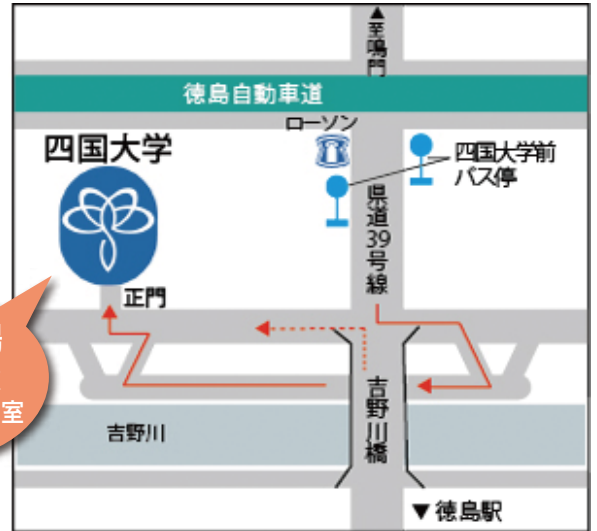 ▲至鳴門
徳島自動車道
ローソン
四国大学
四国大学前
バス停
県道39号線
正門
室
吉野川橋
吉野川
▼徳島駅